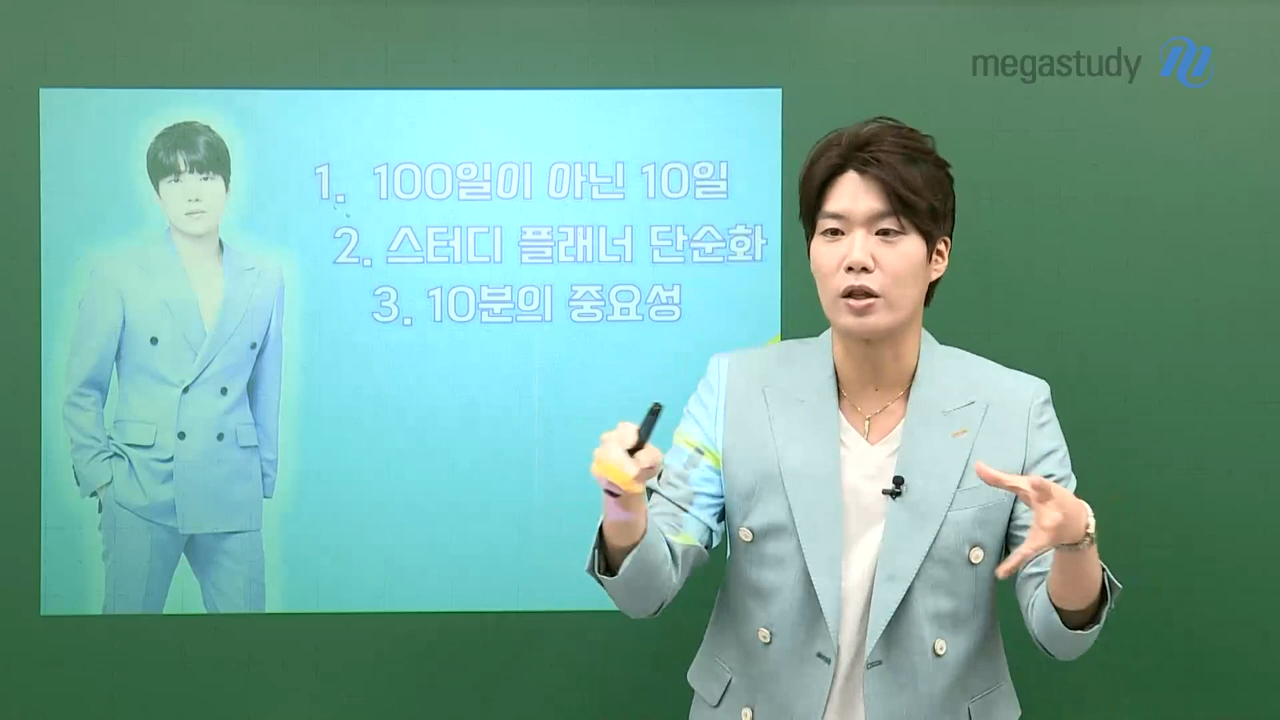 megastudy
1. 100일이 아닌 10일
2. 스터디 플래너 단순화
3. 10분의 중요성